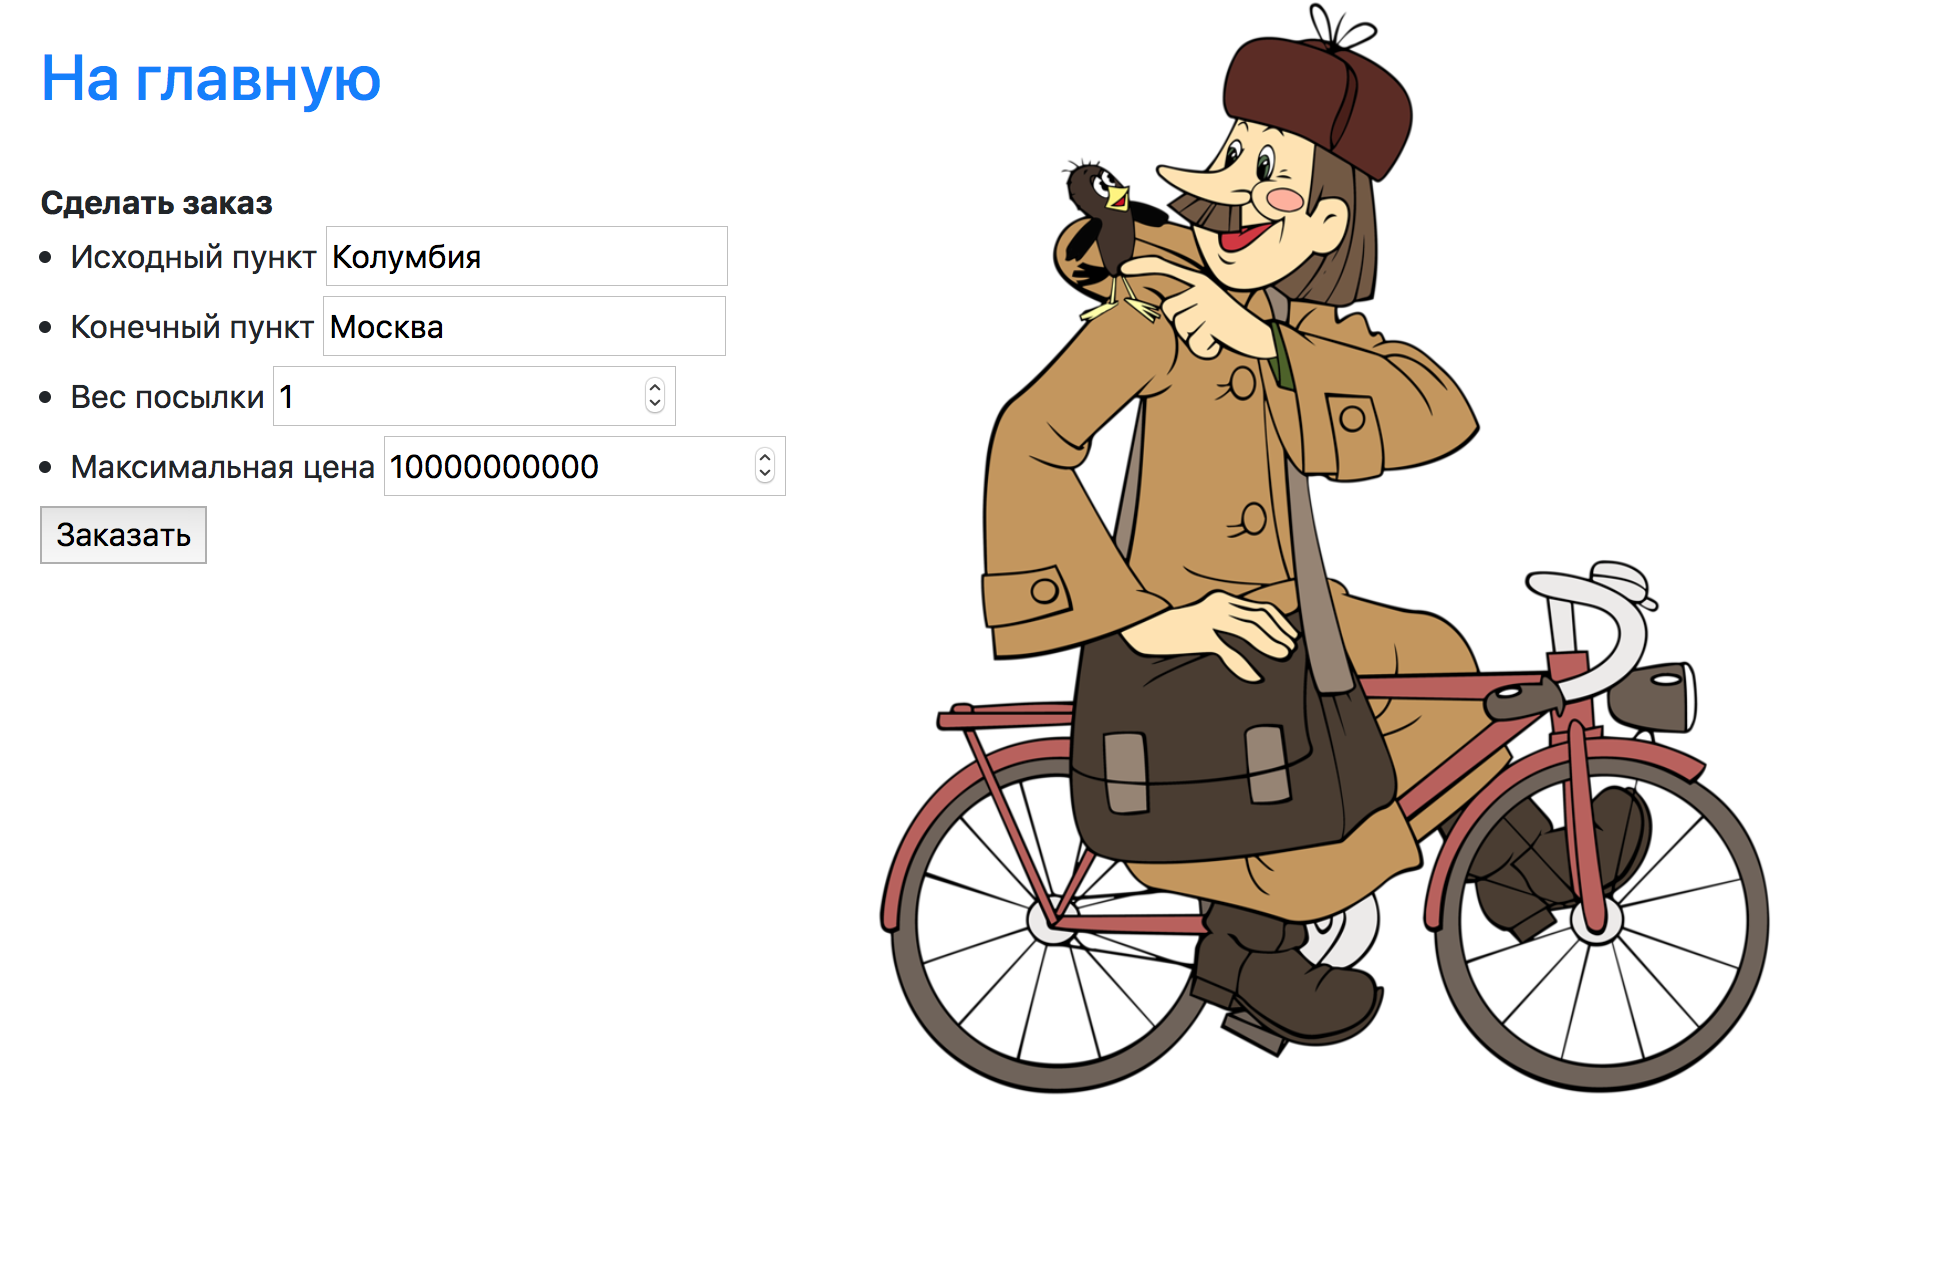 На главную
Сделать заказ
Исходный пункт Колумбия
Конечный пункт Москва
Вес посылки 1
Максимальная цена 10000000000
Заказать